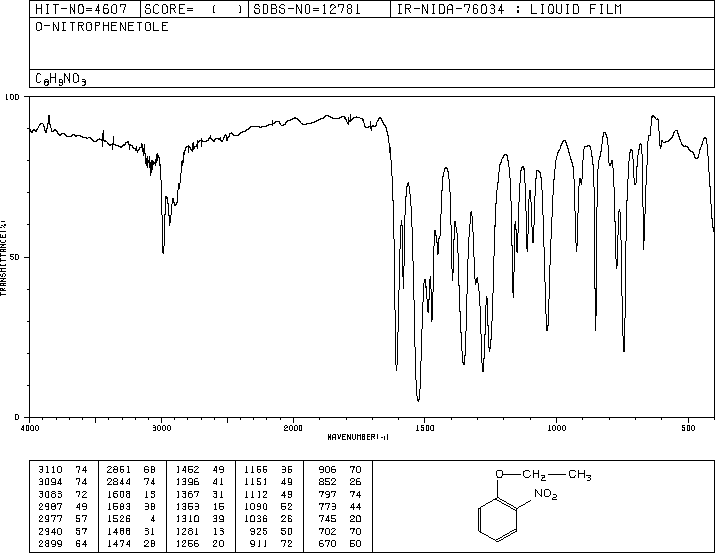 HIT-NO=4607 SCORE= ( ) SDBS-NO=12781 IR-NIDA-76034 : LIQUID FILM
O-NITROPHENETOLE
C8H9NO3
100
50
0
TRANSMITTANCE(%)
4000 3000 2000 1500 1000 500
WAVENUMBER(-1)
3110 74 2861 68 1462 49 1166 36 906 70
3094 74 2844 74 1396 41 1151 49 852 26
3083 72 1608 15 1367 31 1112 49 797 74
2987 49 1583 38 1353 16 1090 52 773 44
2977 57 1526 4 1310 39 1036 26 745 20
2940 57 1488 31 1281 13 925 50 702 70
2899 64 1474 28 1256 20 911 72 670 50
O CH2 CH3
NO2